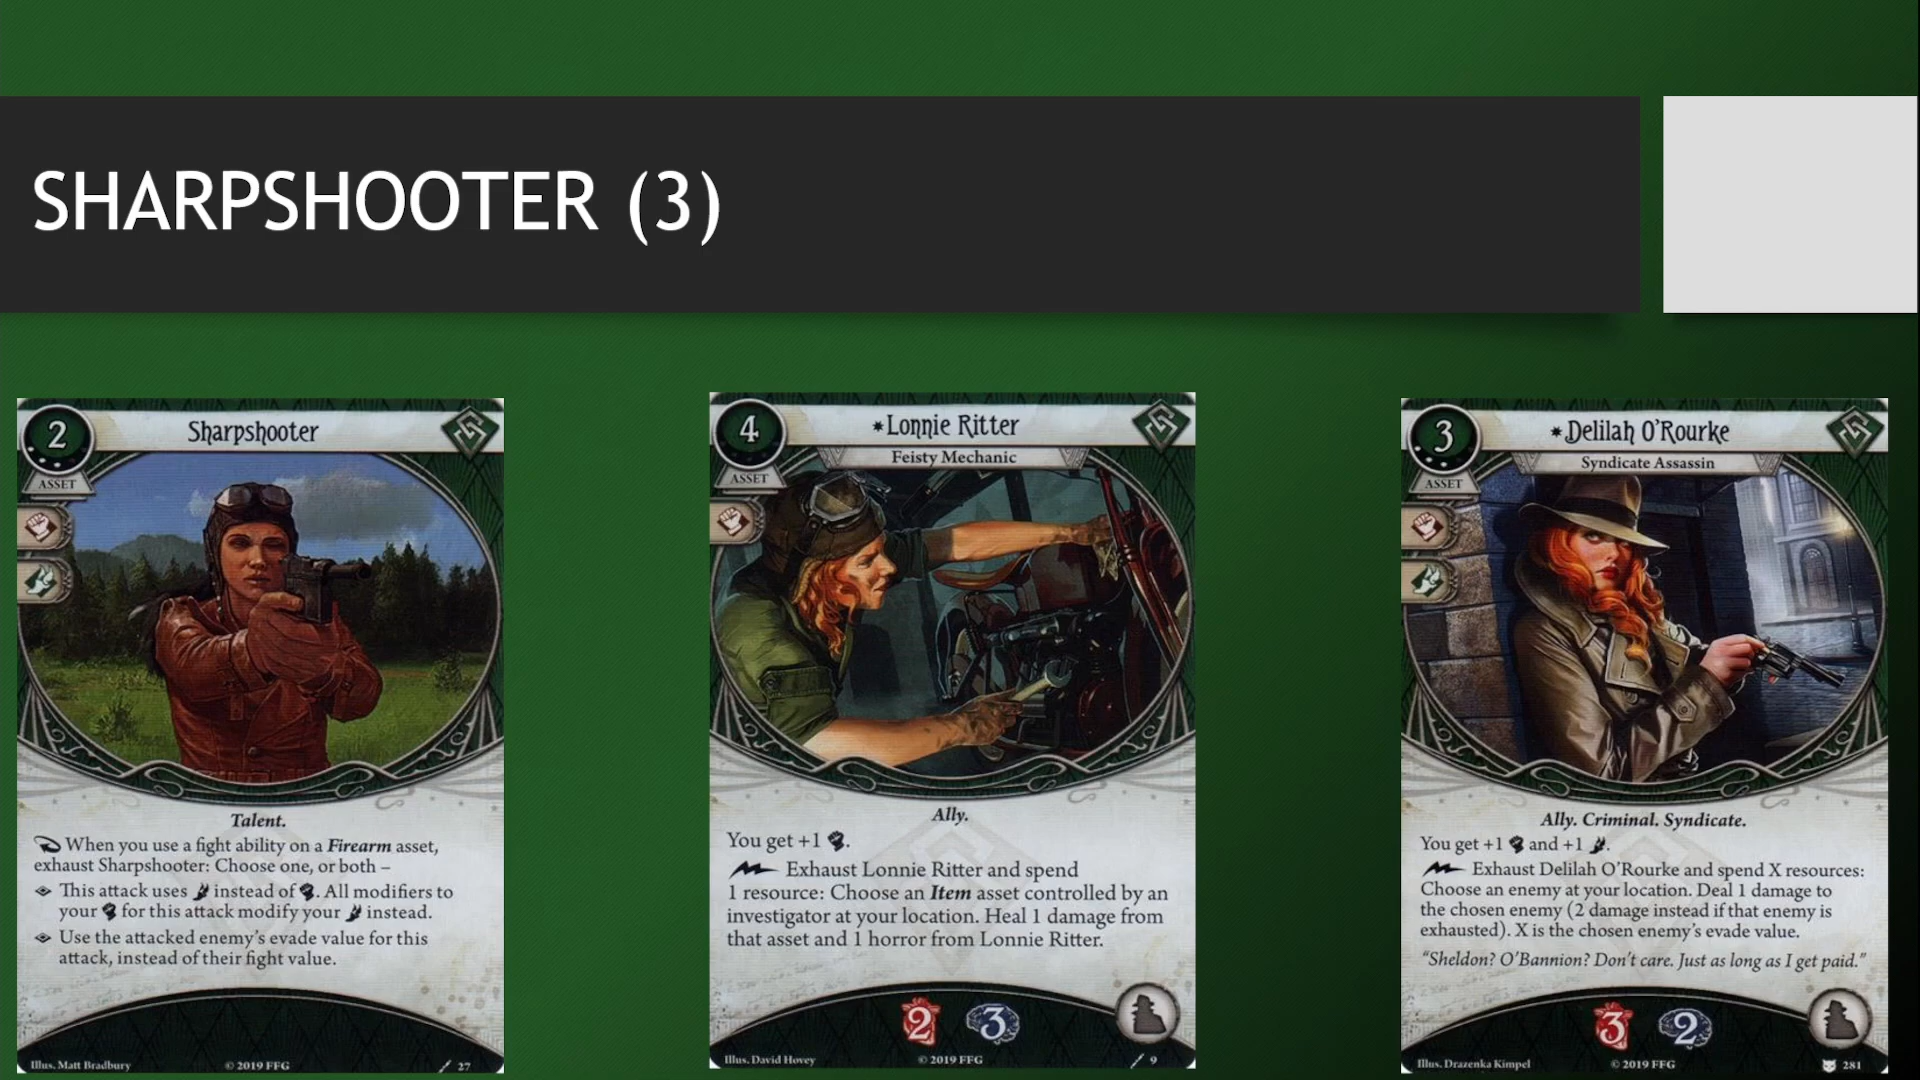 SHARPSHOOTER (3)
2
Sharpshooter
ASSET
Talent.
When you use a fight ability on a Firearm asset,
exhaust Sharpshooter: Choose one, or both –
This attack uses instead of . All modifiers to
your for this attack modify your instead.
Use the attacked enemy's evade value for this
attack, instead of their fight value.
Illus. Matt Bradbury
© 2019 FFG
27
4
Lonnie Ritter
Feisty Mechanic
ASSET
Ally.
You get +1 .
Exhaust Lonnie Ritter and spend
1 resource: Choose an Item asset controlled by an
investigator at your location. Heal 1 damage from
that asset and 1 horror from Lonnie Ritter.
2 3
Illus. David Hovey
© 2019 FFG
9
3
Delilah O'Rourke
Syndicate Assassin
ASSET
Ally. Criminal. Syndicate.
You get +1 and +1 .
Exhaust Delilah O'Rourke and spend X resources:
Choose an enemy at your location. Deal 1 damage to
the chosen enemy (2 damage instead if that enemy is
exhausted). X is the chosen enemy's evade value.
"Sheldon? O'Bannion? Don't care. Just as long as I get paid."
3 2
Illus. Drazenka Kimpel
© 2019 FFG
281